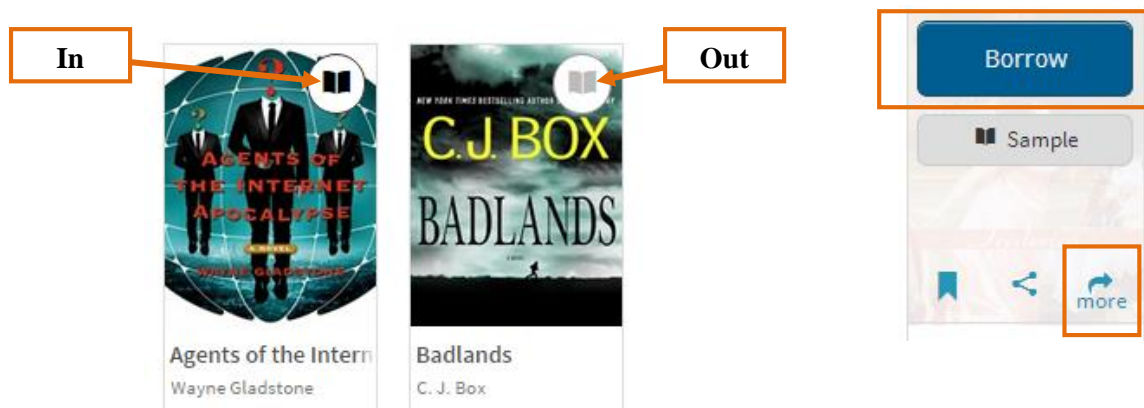 In
Out
?
?
?
AGENTS OF
THE INTERNET
APOCALYPSE
A NOVEL
WAYNE GLADSTONE
Agents of the Intern
Wayne Gladstone
NEW YORK TIMES BESTSELLING AUTHOR
C.J. BOX
BADLANDS
Badlands
C. J. Box
Borrow
Sample
more